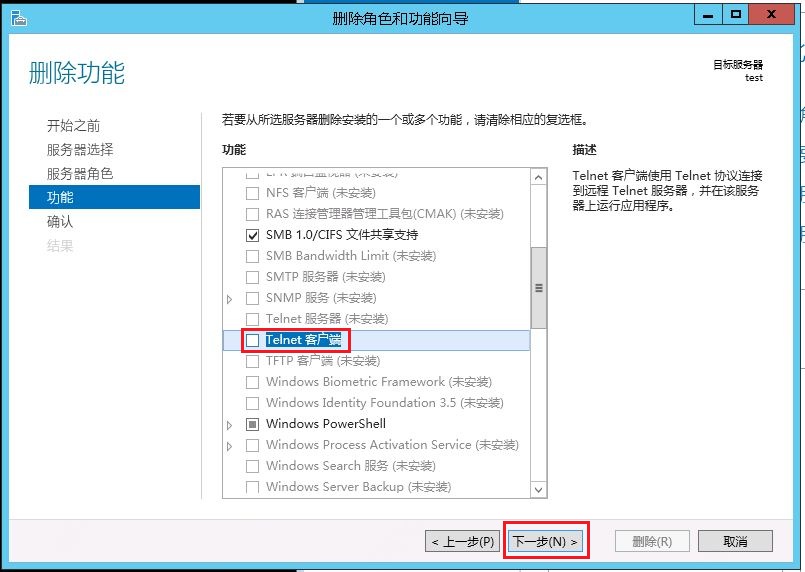 删除角色和功能向导
删除功能
目标服务器
test
开始之前
服务器选择
服务器角色
功能
确认
结果
若要从所选服务器删除安装的一个或多个功能，请清除相应的复选框。
功能
NFS 客户端 (未安装)
RAS 连接管理器管理工具包(CMAK) (未安装)
SMB 1.0/CIFS 文件共享支持
SMB Bandwidth Limit (未安装)
SMTP 服务器 (未安装)
SNMP 服务 (未安装)
Telnet 服务器 (未安装)
Telnet 客户端
TFTP 客户端 (未安装)
Windows Biometric Framework (未安装)
Windows Identity Foundation 3.5 (未安装)
Windows PowerShell
Windows Process Activation Service (未安装)
Windows Search 服务 (未安装)
Windows Server Backup (未安装)
描述
Telnet 客户端使用 Telnet 协议连接
到远程 Telnet 服务器，并在该服务
器上运行应用程序。
< 上一步(P)
下一步(N) >
删除(R)
取消